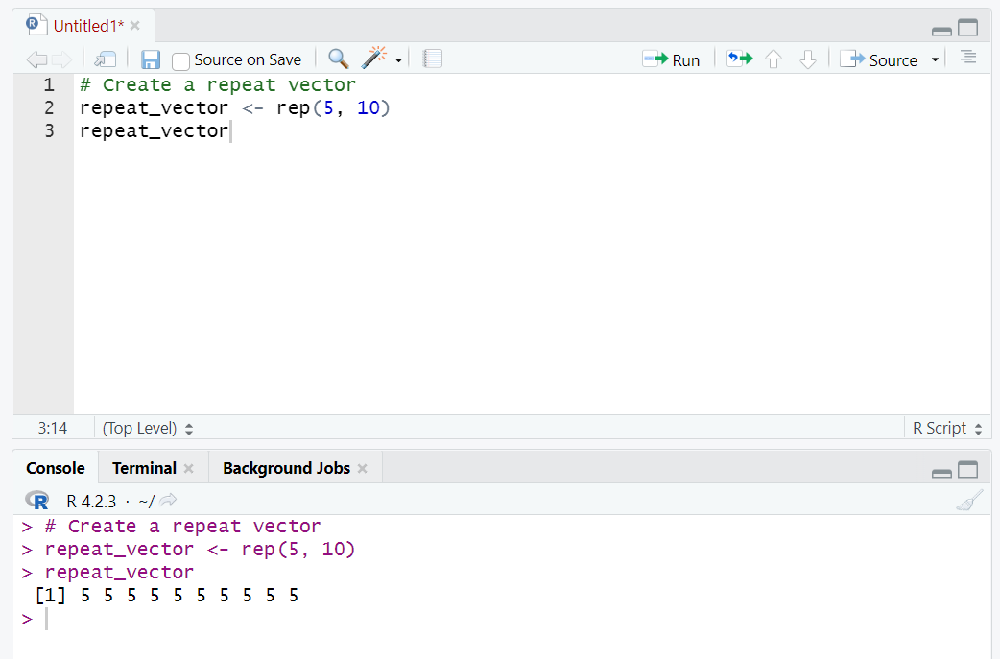 Untitled1*
Source on Save
Run
Source
1 # Create a repeat vector
2 repeat_vector <- rep(5, 10)
3 repeat_vector
3:14 (Top Level) R Script
Console Terminal Background Jobs
R R 4.2.3 · ~/
> # Create a repeat vector
> repeat_vector <- rep(5, 10)
> repeat_vector
 [1] 5 5 5 5 5 5 5 5 5 5
>